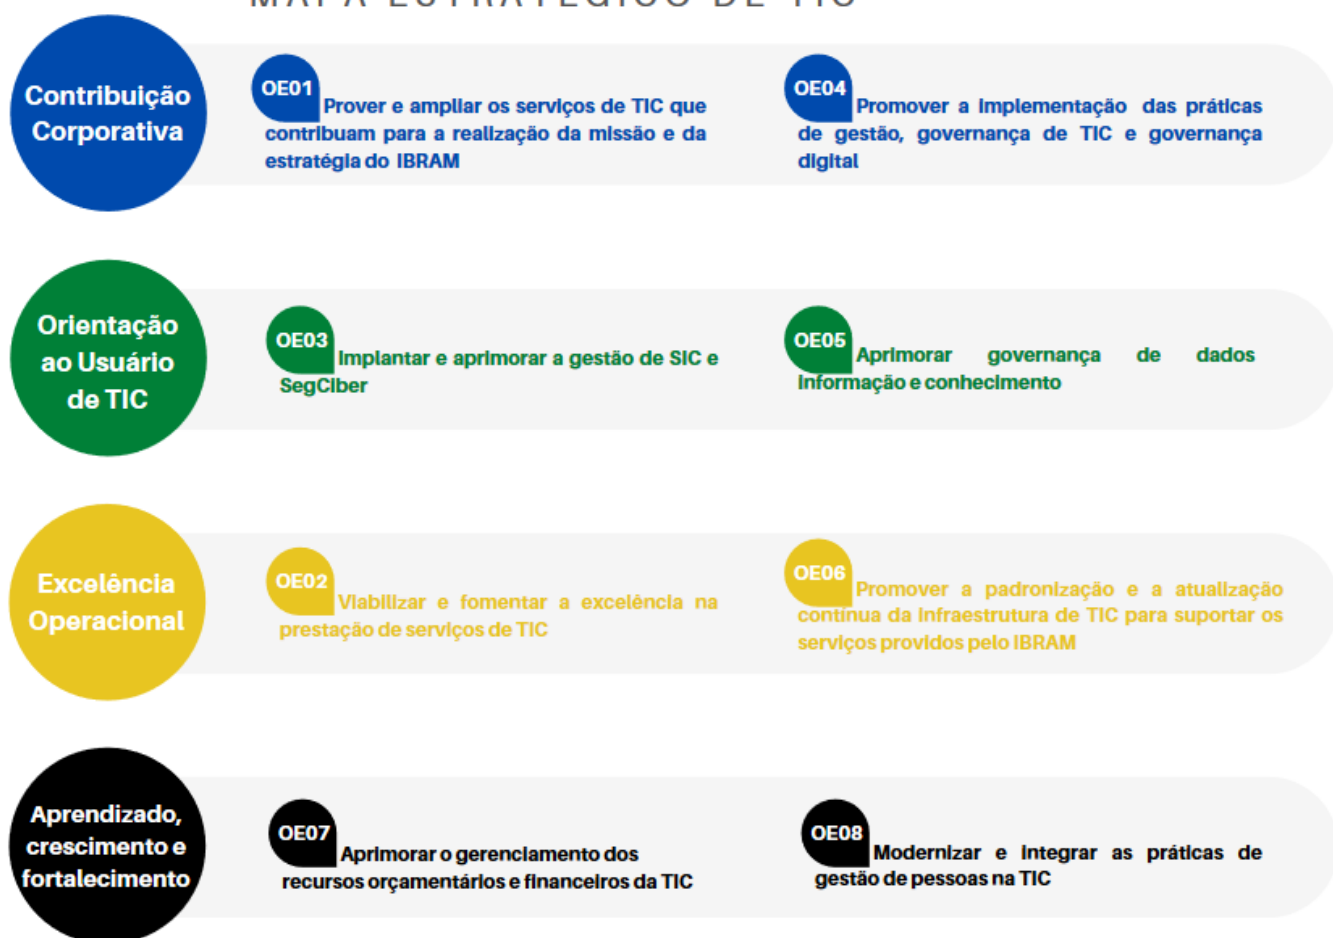 MAPA ESTRATÉGICO DE TIC
Contribuição
Corporativa
OE01
Prover e ampliar os serviços de TIC que
contribuam para a realização da missão e da
estratégia do IBRAM
OE04
Promover a implementação das práticas
de gestão, governança de TIC e governança
digital
Orientação
ao Usuário
de TIC
OE03
Implantar e aprimorar a gestão de SIC e
SegCiber
OE05
Aprimorar governança de dados
informação e conhecimento
Excelência
Operacional
OE02
Viabilizar e fomentar a excelência na
prestação de serviços de TIC
OE06
Promover a padronização e a atualização
contínua da infraestrutura de TIC para suportar os
serviços providos pelo IBRAM
Aprendizado,
crescimento e
fortalecimento
OE07
Aprimorar o gerenciamento dos
recursos orçamentários e financeiros da TIC
OE08
Modernizar e integrar as práticas de
gestão de pessoas na TIC